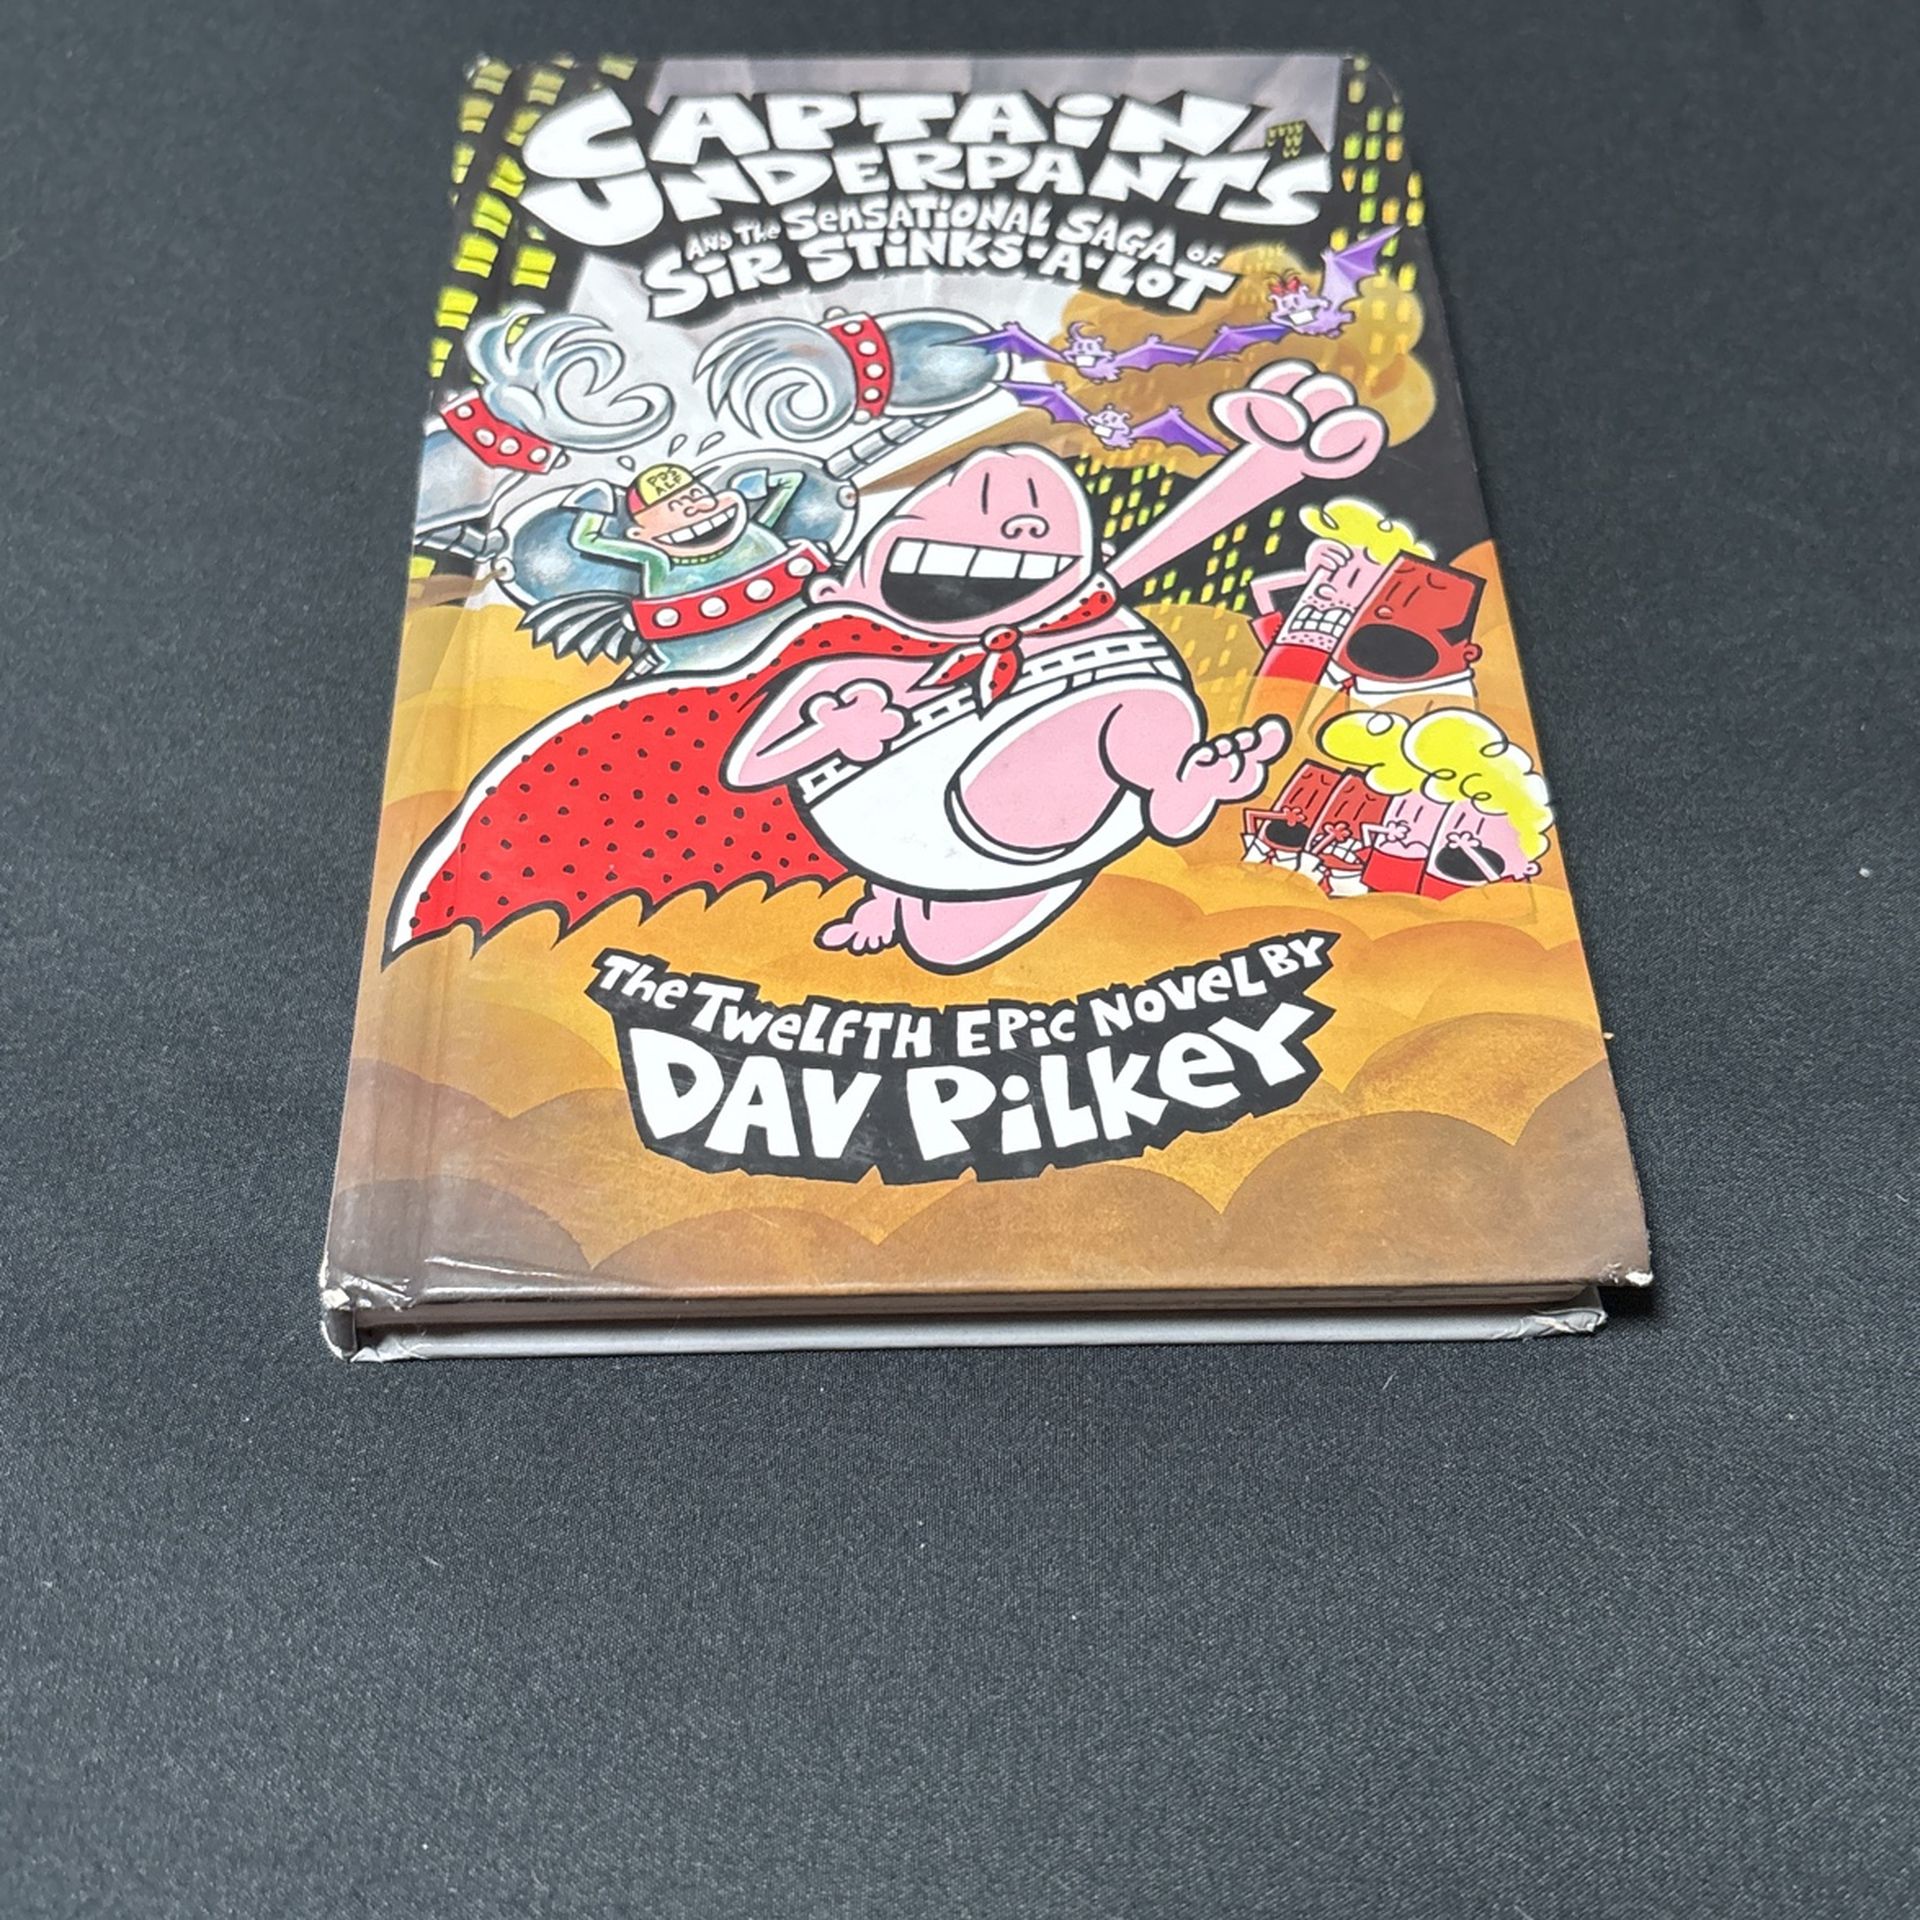 CAPTAIN
UNDERPANTS
AND THE SENSATIONAL SAGA OF
SIR STINKS-A-LOT
THE TWELFTH EPIC NOVEL BY
DAV PILKEY